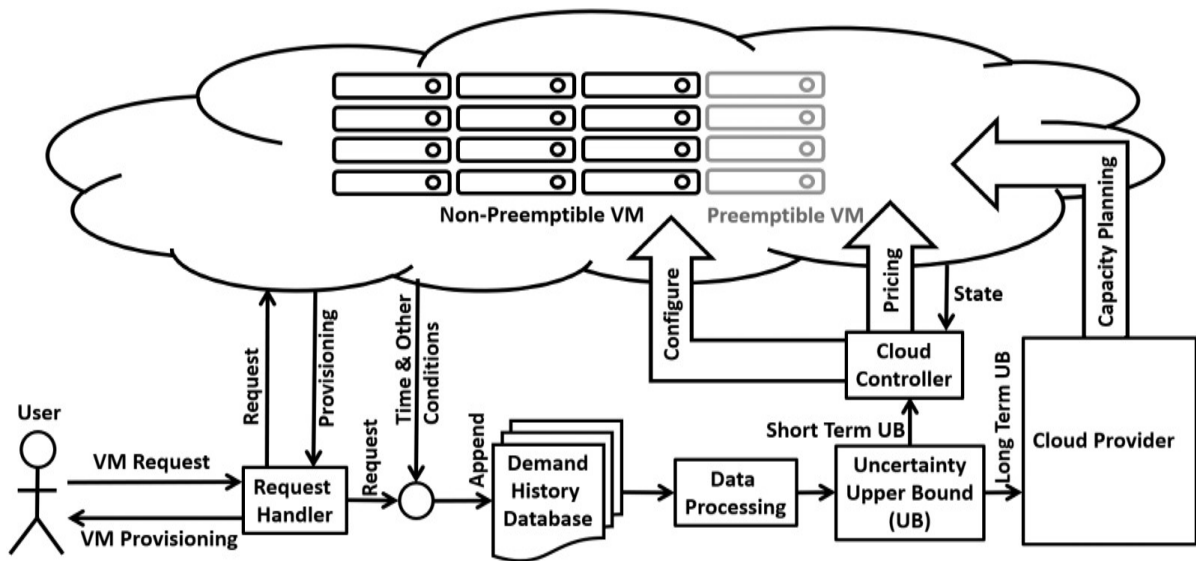 Non-Preemptible VM
Preemptible VM
Capacity Planning
Configure
Pricing
State
Request
Provisioning
Time & Other
Conditions
Cloud
Controller
User
VM Request
VM Provisioning
Request
Handler
Request
Append
Demand
History
Database
Data
Processing
Short Term UB
Uncertainty
Upper Bound
(UB)
Long Term UB
Cloud Provider